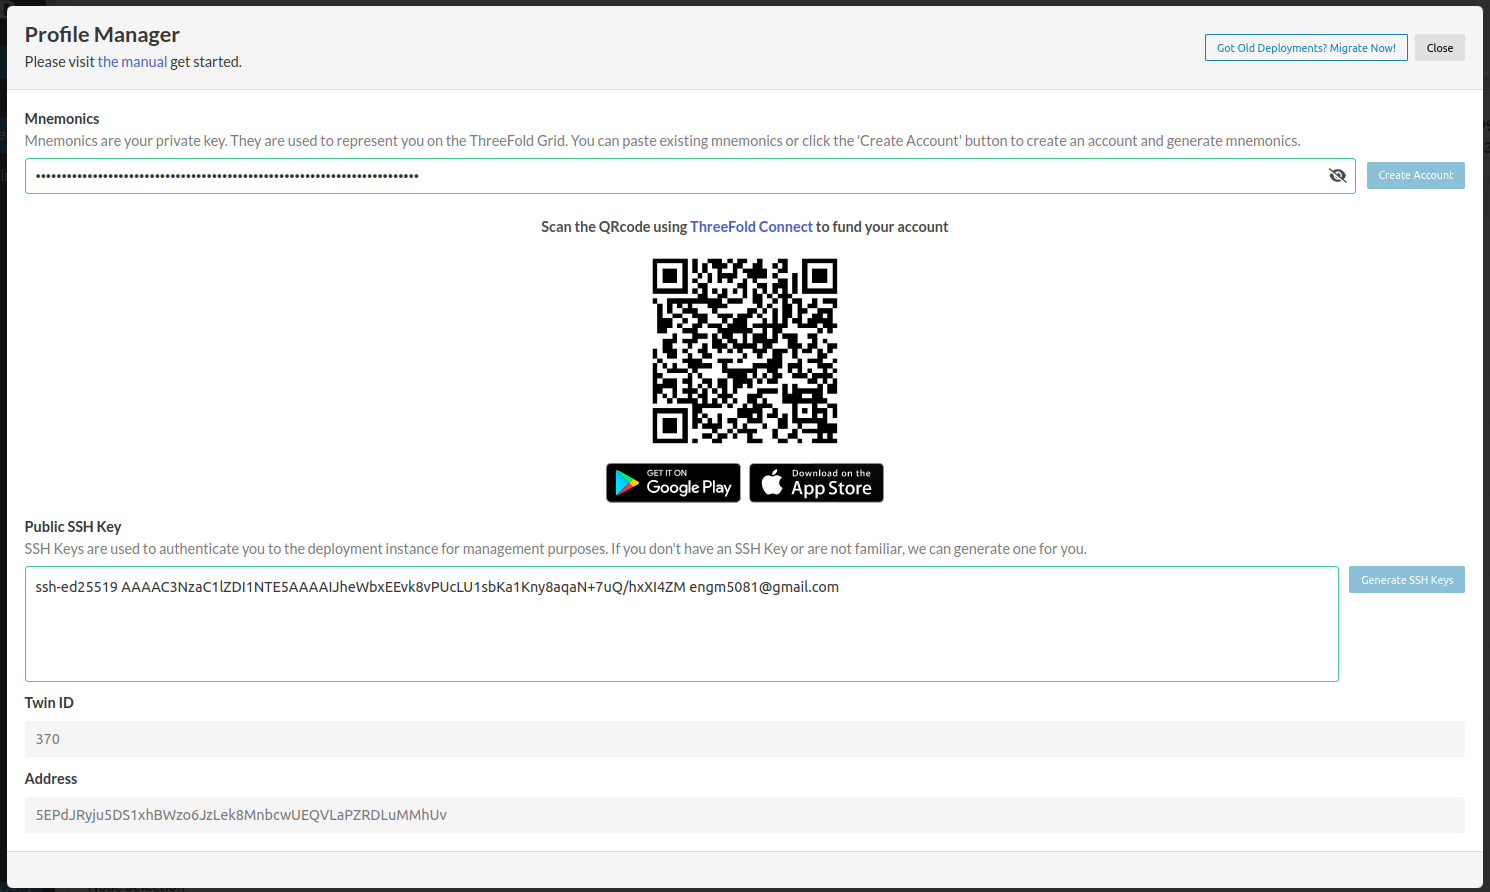 Profile Manager
Please visit the manual get started.
Got Old Deployments? Migrate Now!
Close
Mnemonics
Mnemonics are your private key. They are used to represent you on the ThreeFold Grid. You can paste existing mnemonics or click the 'Create Account' button to create an account and generate mnemonics.
••••••••••••••••••••••••••••••••••••••••••••••••••••••••••••••••••••••••••
Create Account
Scan the QRcode using ThreeFold Connect to fund your account
GET IT ON
Google Play
Download on the
App Store
Public SSH Key
SSH Keys are used to authenticate you to the deployment instance for management purposes. If you don't have an SSH Key or are not familiar, we can generate one for you.
ssh-ed25519 AAAAC3NzaC1lZDI1NTE5AAAAIJheWbxEEvk8vPUcLU1sbKa1Kny8aqaN+7uQ/hxXI4ZM engm5081@gmail.com
Generate SSH Keys
Twin ID
370
Address
5EPdJRyju5DS1xhBWzo6JzLek8MnbcwUEQVLaPZRDLuMMhUv